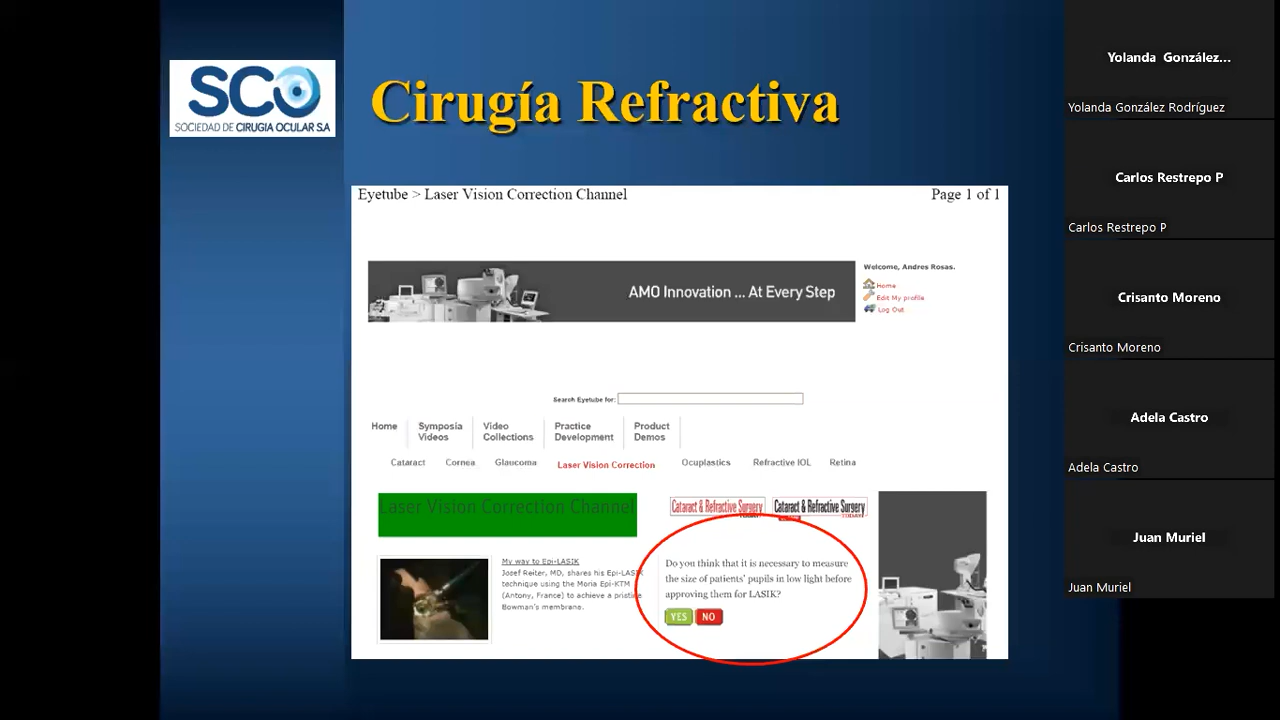 SCO
SOCIEDAD DE CIRUGIA OCULAR S.A
Cirugía Refractiva
Eyetube > Laser Vision Correction Channel
Page 1 of 1
AMO Innovation ... At Every Step
Welcome, Andres Rosas.
Home
Edit My profile
Log Out
Search Eyetube for:
Home
Symposia
Videos
Video
Collections
Practice
Development
Product
Demos
Cataract
Cornea
Glaucoma
Laser Vision Correction
Oculplastics
Refractive IOL
Retina
Laser Vision Correction Channel
Cataract & Refractive Surgery
TODAY
Cataract & Refractive Surgery
TODAY
My way to Epi-LASIK
Josef Reiter, MD, shares his Epi-LASIK
technique using the Moria Epi-KTM
(Antony, France) to achieve a pristine
Bowman's membrane.
Do you think that it is necessary to measure
the size of patients' pupils in low light before
approving them for LASIK?
YES
NO
Yolanda González...
Yolanda González Rodríguez
Carlos Restrepo P
Carlos Restrepo P
Crisanto Moreno
Crisanto Moreno
Adela Castro
Adela Castro
Juan Muriel
Juan Muriel